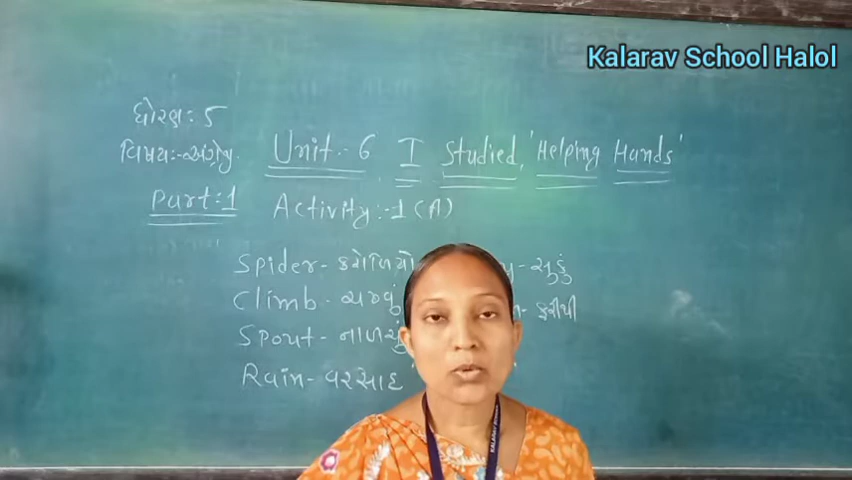 Kalarav School Halol
ધોરણ:- 5
વિષય:-અંગ્રેજી.
Unit:- 6 I Studied, 'Helping Hands'
Part:1 Activity:-1 (A)
Spider- કરોળિયો - સુકું
Climb - ચઢવું - ફરીથી
Spout - નાળચું
Rain- વરસાદ